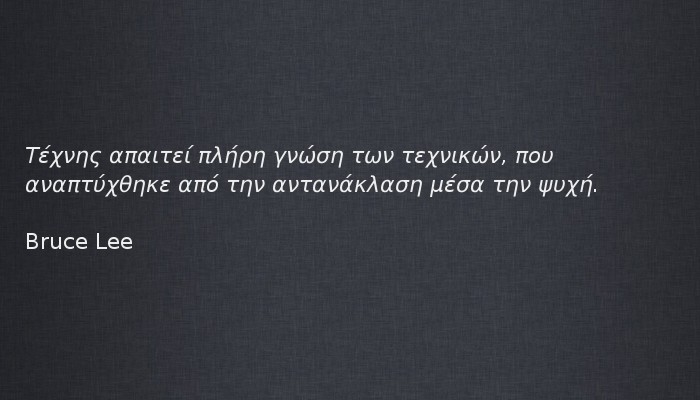 Τέχνης απαιτεί πλήρη γνώση των τεχνικών, που
αναπτύχθηκε από την αντανάκλαση μέσα την ψυχή.
Bruce Lee